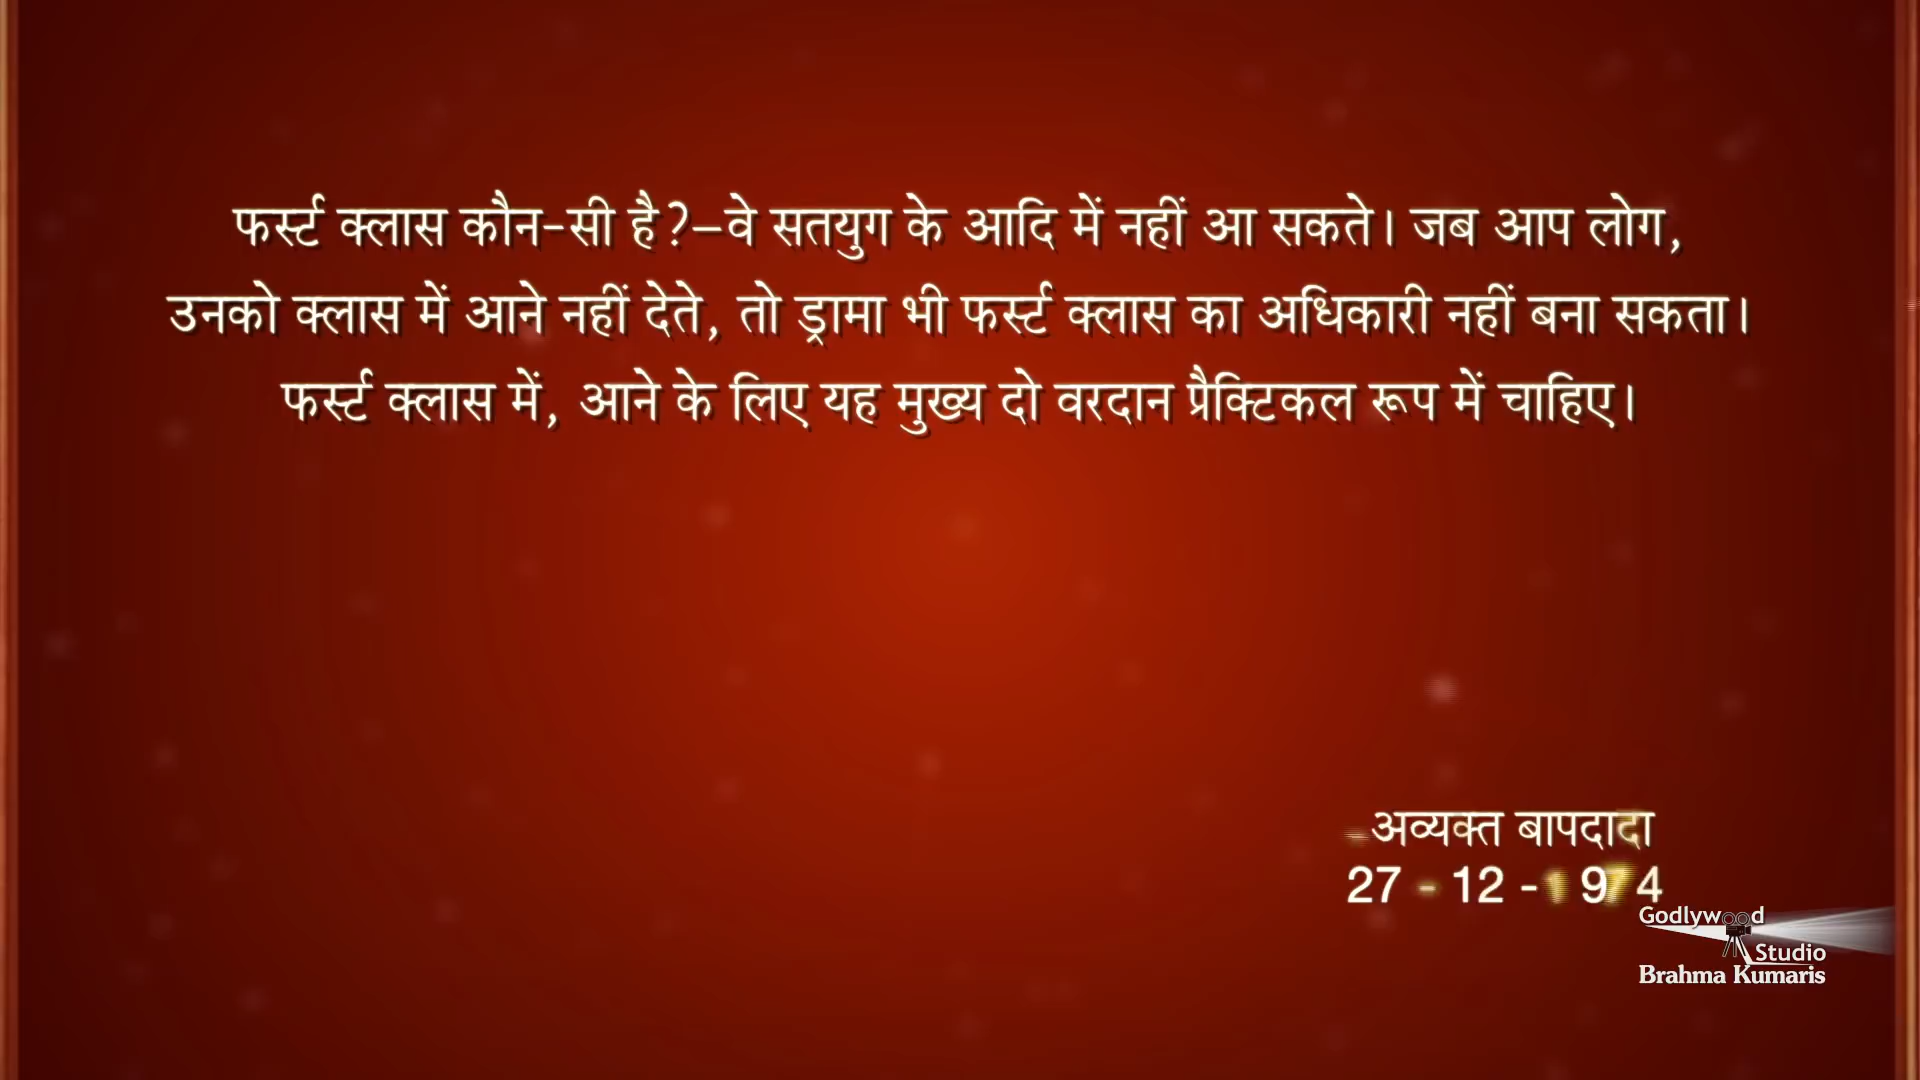 फर्स्ट क्लास कौन-सी है?–वे सतयुग के आदि में नहीं आ सकते। जब आप लोग,
उनको क्लास में आने नहीं देते, तो ड्रामा भी फर्स्ट क्लास का अधिकारी नहीं बना सकता।
फर्स्ट क्लास में, आने के लिए यह मुख्य दो वरदान प्रैक्टिकल रूप में चाहिए।
-अव्यक्त बापदादा
27 - 12 - 1974
Godlywood
Studio
Brahma Kumaris